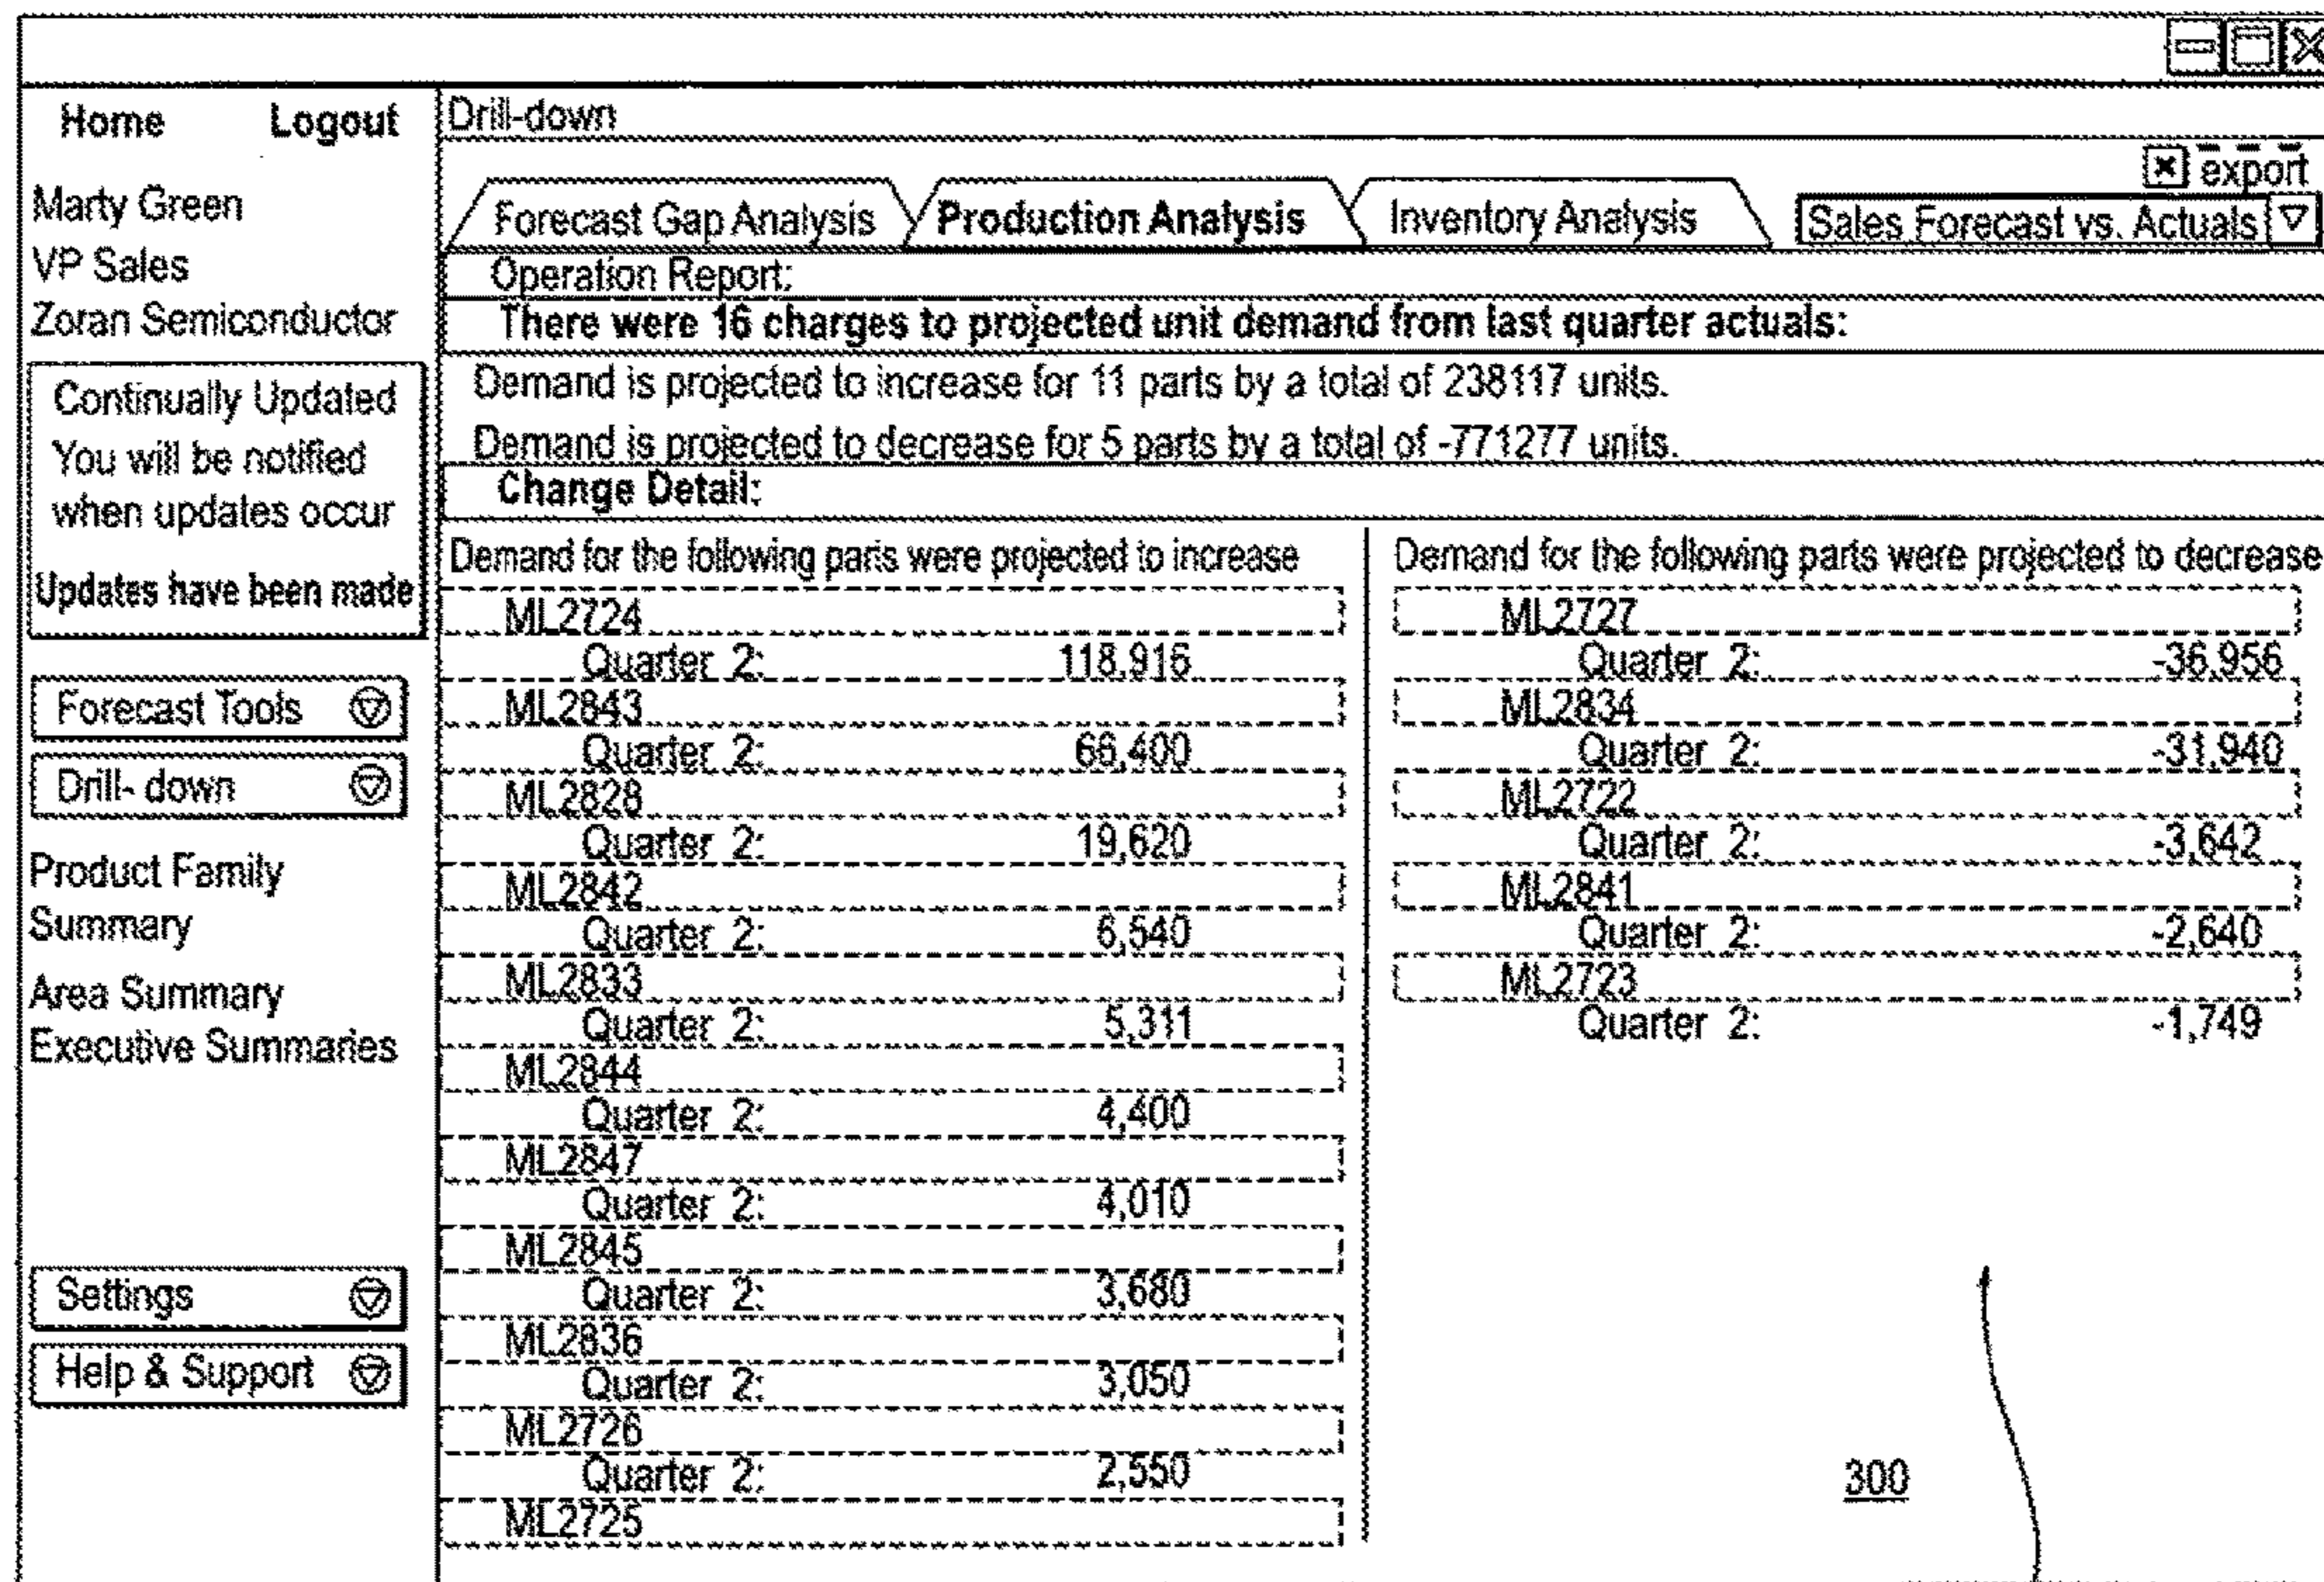 Home Logout
Marty Green
VP Sales
Zoran Semiconductor
Continually Updated
You will be notified
when updates occur
Updates have been made
Forecast Tools
Drill- down
Product Family
Summary
Area Summary
Executive Summaries
Settings
Help & Support
Drill-down
export
Forecast Gap Analysis Production Analysis Inventory Analysis Sales Forecast vs. Actuals
Operation Report:
There were 16 charges to projected unit demand from last quarter actuals:
Demand is projected to increase for 11 parts by a total of 238117 units.
Demand is projected to decrease for 5 parts by a total of -771277 units.
Change Detail:
Demand for the following paris were projected to increase
ML2724
Quarter 2: 118,916
ML2843
Quarter 2: 66,400
ML2828
Quarter 2: 19,620
ML2842
Quarter 2: 6,540
ML2833
Quarter 2: 5,311
ML2844
Quarter 2: 4,400
ML2847
Quarter 2: 4,010
ML2845
Quarter 2: 3,680
ML2836
Quarter 2: 3,050
ML2726
Quarter 2: 2,550
ML2725
Demand for the following parts were projected to decrease
ML2727
Quarter 2: -36,956
ML2834
Quarter 2: -31,940
ML2722
Quarter 2: -3,642
ML2841
Quarter 2: -2,640
ML2723
Quarter 2: -1,749
300